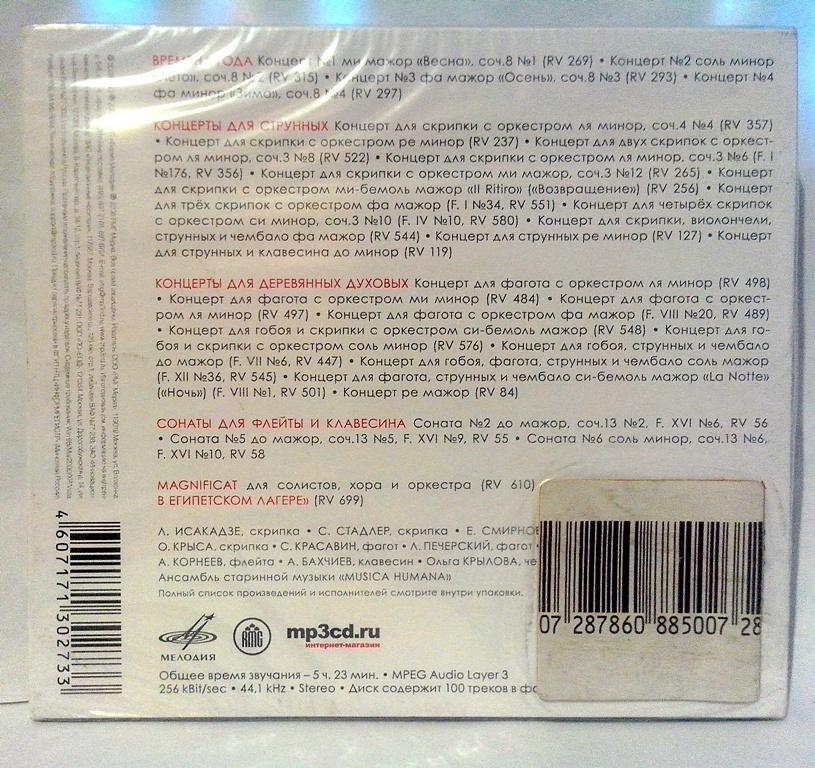 ВРЕМЕНА ГОДА Концерт №1 ми мажор «Весна», соч.8 №1 (RV 269) • Концерт №2 соль минор
«Лето», соч.8 №2 (RV 315) • Концерт №3 фа мажор «Осень», соч.8 №3 (RV 293) • Концерт №4
фа минор «Зима», соч.8 №4 (RV 297)
КОНЦЕРТЫ ДЛЯ СТРУННЫХ Концерт для скрипки с оркестром ля минор, соч.4 №4 (RV 357)
• Концерт для скрипки с оркестром ре минор (RV 237) • Концерт для двух скрипок с оркест-
ром ля минор, соч.3 №8 (RV 522) • Концерт для скрипки с оркестром ля минор, соч.3 №6 (F. I
№176, RV 356) • Концерт для скрипки с оркестром ми мажор, соч.3 №12 (RV 265) • Концерт
для скрипки с оркестром ми-бемоль мажор «Il Ritiro» («Возвращение») (RV 256) • Концерт
для трёх скрипок с оркестром фа мажор (F. I №34, RV 551) • Концерт для четырёх скрипок
с оркестром си минор, соч.3 №10 (F. IV №10, RV 580) • Концерт для скрипки, виолончели,
струнных и чембало фа мажор (RV 544) • Концерт для струнных ре минор (RV 127) • Концерт
для струнных и клавесина до минор (RV 119)
КОНЦЕРТЫ ДЛЯ ДЕРЕВЯННЫХ ДУХОВЫХ Концерт для фагота с оркестром ля минор (RV 498)
• Концерт для фагота с оркестром ми минор (RV 484) • Концерт для фагота с оркест-
ром ля минор (RV 497) • Концерт для фагота с оркестром фа мажор (F. VIII №20, RV 489)
• Концерт для гобоя и скрипки с оркестром си-бемоль мажор (RV 548) • Концерт для го-
боя и скрипки с оркестром соль минор (RV 576) • Концерт для гобоя, струнных и чембало
до мажор (F. VII №6, RV 447) • Концерт для гобоя, фагота, струнных и чембало соль мажор
(F. XII №36, RV 545) • Концерт для фагота, струнных и чембало си-бемоль мажор «La Notte»
(«Ночь») (F. VIII №1, RV 501) • Концерт ре мажор (RV 84)
СОНАТЫ ДЛЯ ФЛЕЙТЫ И КЛАВЕСИНА Соната №2 до мажор, соч.13 №2, F. XVI №6, RV 56
• Соната №5 до мажор, соч.13 №5, F. XVI №9, RV 55 • Соната №6 соль минор, соч.13 №6,
F. XVI №10, RV 58
MAGNIFICAT для солистов, хора и оркестра (RV 610)
В ЕГИПЕТСКОМ ЛАГЕРЕ» (RV 699)
Л. ИСАКАДЗЕ, скрипка • С. СТАДЛЕР, скрипка • Е. СМИРНОВ
О. КРЫСА, скрипка • С. КРАСАВИН, фагот • Л. ПЕЧЕРСКИЙ, фагот •
А. КОРНЕЕВ, флейта • А. БАХЧИЕВ, клавесин • Ольга КРЫЛОВА, че
Ансамбль старинной музыки «MUSICA HUMANA»
Полный список произведений и исполнителей смотрите внутри упаковки.
МЕЛОДИЯ
RMG
mp3cd.ru
интернет-магазин
Общее время звучания – 5 ч. 23 мин. • MPEG Audio Layer 3
256 kBit/sec • 44,1 kHz • Stereo • Диск содержит 100 треков в фо
4 607171 302733
07 287860 885007 28